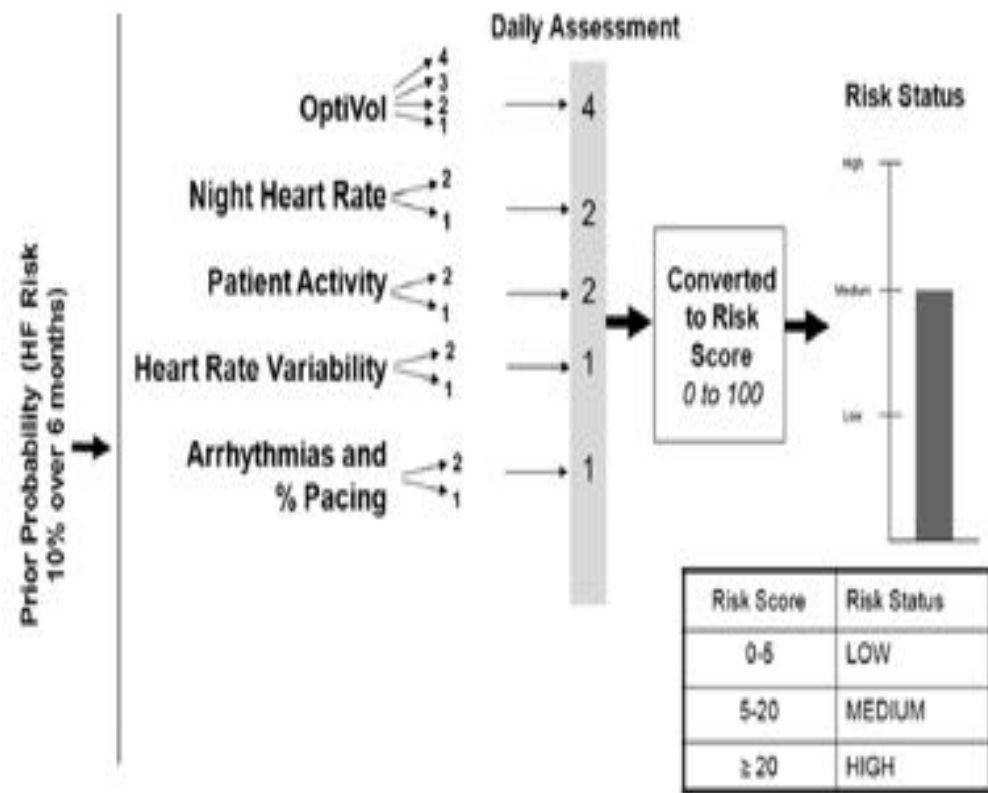 Prior Probability (HF Risk
10% over 6 months)
Daily Assessment
OptiVol
4
3
2
1
4
Night Heart Rate
2
1
2
Patient Activity
2
1
2
Heart Rate Variability
2
1
1
Arrhythmias and
% Pacing
2
1
1
Converted
to Risk
Score
0 to 100
Risk Status
High
Medium
Low
Risk Score Risk Status
0-5 LOW
5-20 MEDIUM
≥ 20 HIGH